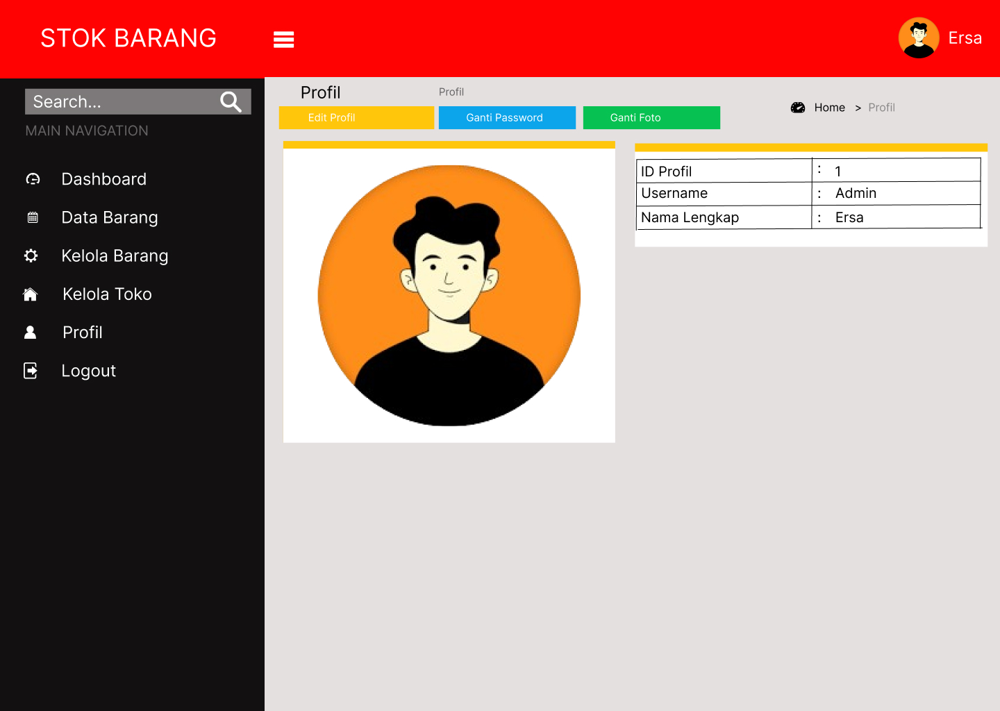 STOK BARANG
Ersa
Search...
MAIN NAVIGATION
Dashboard
Data Barang
Kelola Barang
Kelola Toko
Profil
Logout
Profil Profil
Home > Profil
Edit Profil Ganti Password Ganti Foto
ID Profil : 1
Username : Admin
Nama Lengkap : Ersa